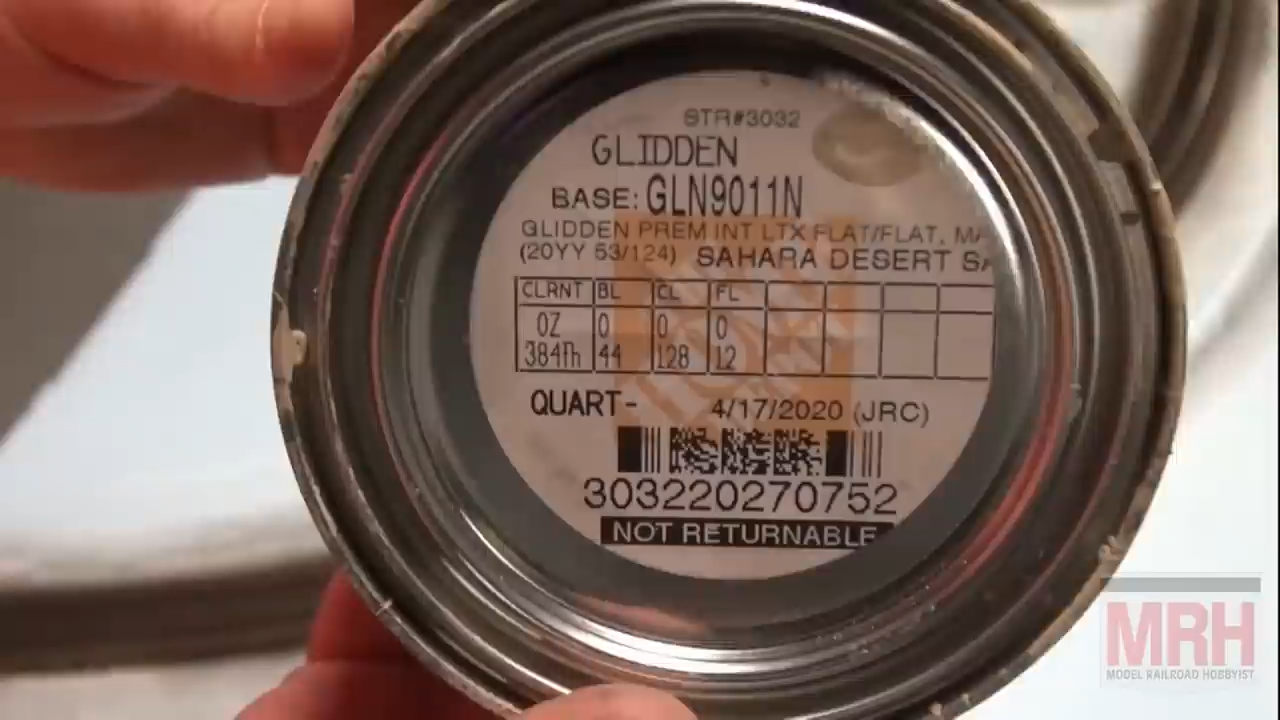 STR#3032
GLIDDEN
BASE: GLN9011N
GLIDDEN PREM INT LTX FLAT/FLAT, MA
(20YY 53/124) SAHARA DESERT SA
CLRNT BL CL FL
OZ 0 0 0
384th 44 128 12
QUART- 4/17/2020 (JRC)
303220270752
NOT RETURNABLE
MRH
MODEL RAILROAD HOBBYIST